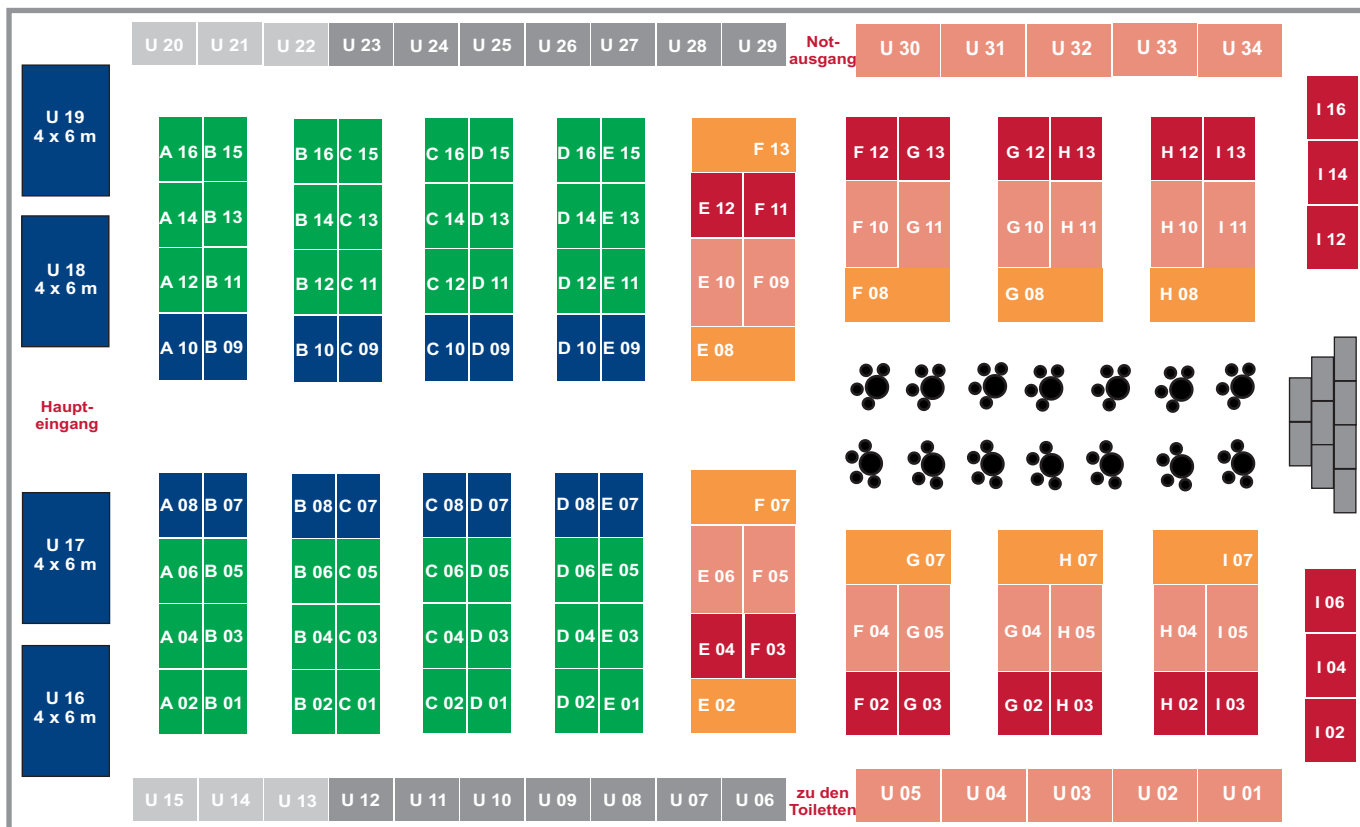 U 20 U 21 U 22 U 23 U 24 U 25 U 26 U 27 U 28 U 29
Not-
ausgang
U 30 U 31 U 32 U 33 U 34
U 19
4 x 6 m
I 16
A 16 B 15 B 16 C 15 C 16 D 15 D 16 E 15 F 13 F 12 G 13 G 12 H 13 H 12 I 13
I 14
A 14 B 13 B 14 C 13 C 14 D 13 D 14 E 13 E 12 F 11 F 10 G 11 G 10 H 11 H 10 I 11
I 12
U 18
4 x 6 m
A 12 B 11 B 12 C 11 C 12 D 11 D 12 E 11 E 10 F 09 F 08 G 08 H 08
A 10 B 09 B 10 C 09 C 10 D 09 D 10 E 09 E 08
Haupt-
eingang
A 08 B 07 B 08 C 07 C 08 D 07 D 08 E 07 F 07
U 17
4 x 6 m
G 07 H 07 I 07
A 06 B 05 B 06 C 05 C 06 D 05 D 06 E 05 E 06 F 05
I 06
A 04 B 03 B 04 C 03 C 04 D 03 D 04 E 03 E 04 F 03 F 04 G 05 G 04 H 05 H 04 I 05
I 04
U 16
4 x 6 m
A 02 B 01 B 02 C 01 C 02 D 01 D 02 E 01 E 02 F 02 G 03 G 02 H 03 H 02 I 03
I 02
U 15 U 14 U 13 U 12 U 11 U 10 U 09 U 08 U 07 U 06
zu den
Toiletten
U 05 U 04 U 03 U 02 U 01